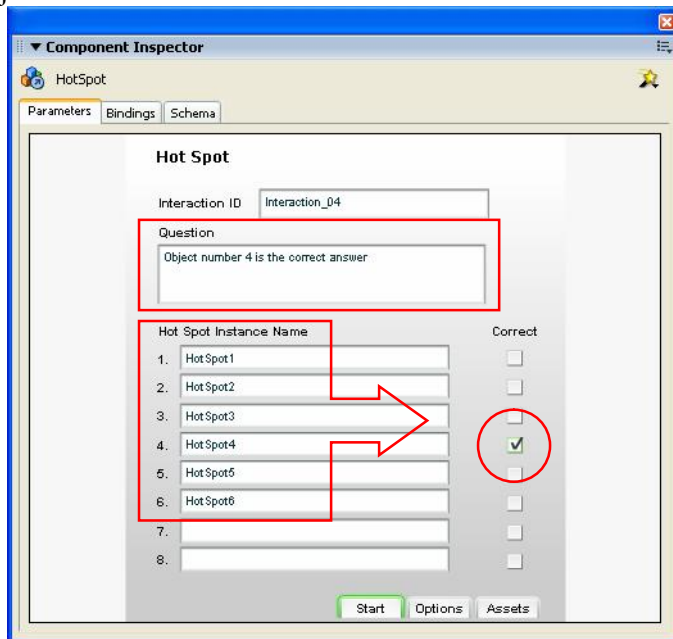 Component Inspector
HotSpot
Parameters Bindings Schema
Hot Spot
Interaction ID Interaction_04
Question
Object number 4 is the correct answer
Hot Spot Instance Name Correct
1. HotSpot1
2. HotSpot2
3. HotSpot3
4. HotSpot4
5. HotSpot5
6. HotSpot6
7.
8.
Start Options Assets